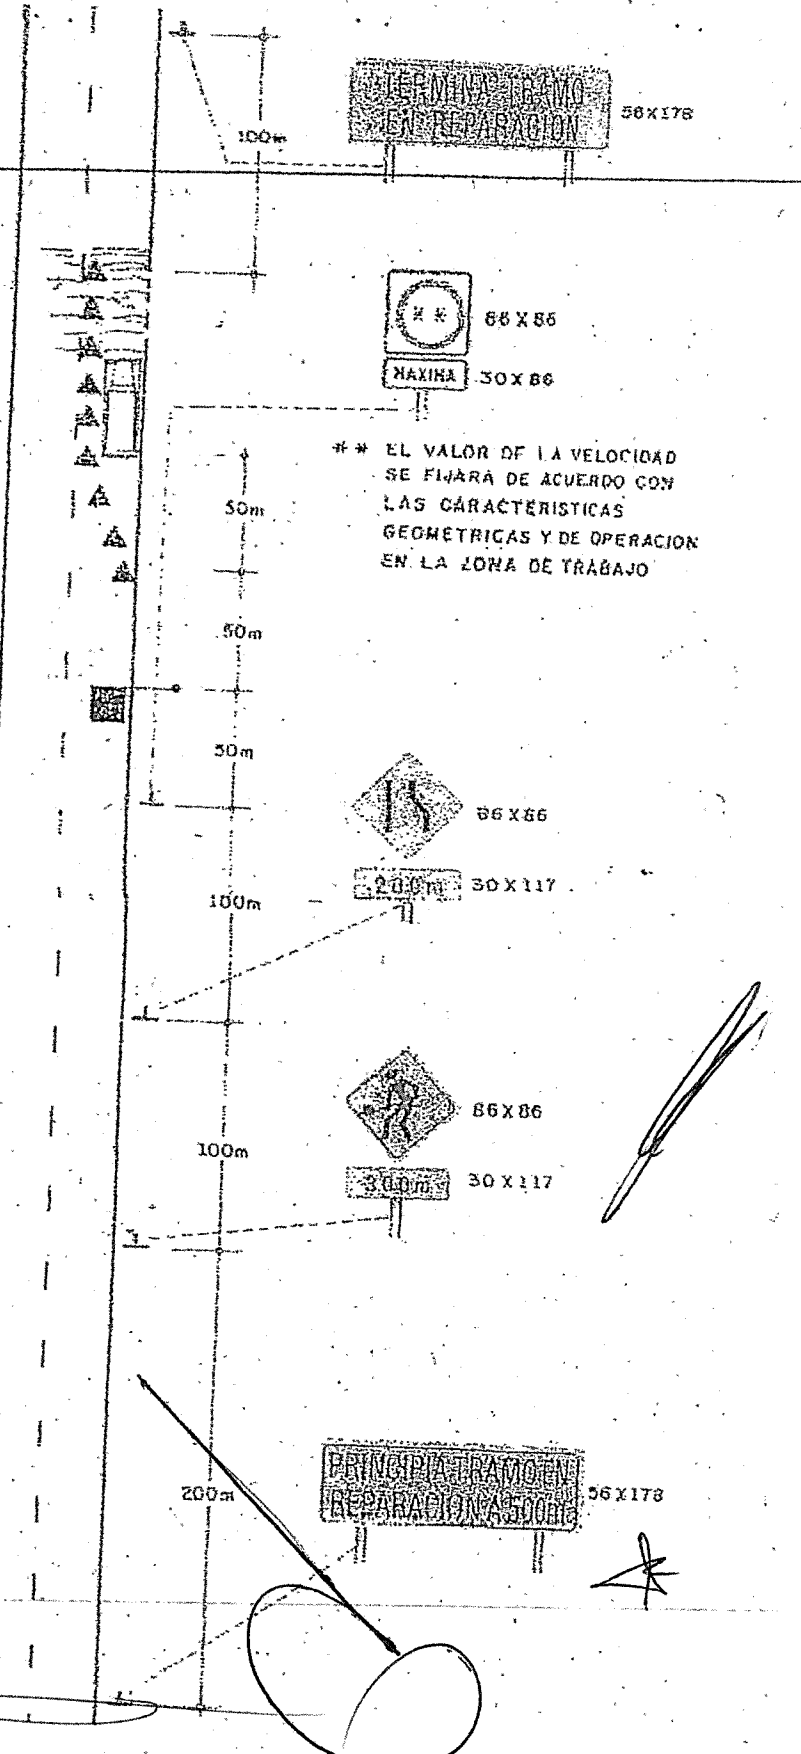 TERMINA TRAMO
EN REPARACION
56X178
100m
* *
86X86
MAXIMA
30X86
* * EL VALOR DE LA VELOCIDAD
SE FIJARA DE ACUERDO CON
LAS CARACTERISTICAS
GEOMETRICAS Y DE OPERACION
EN LA ZONA DE TRABAJO
50m
50m
50m
86X86
200m
30X117
100m
86X86
100m
300m
30X117
PRINCIPIA TRAMO EN
REPARACION A 500m
56X178
200m